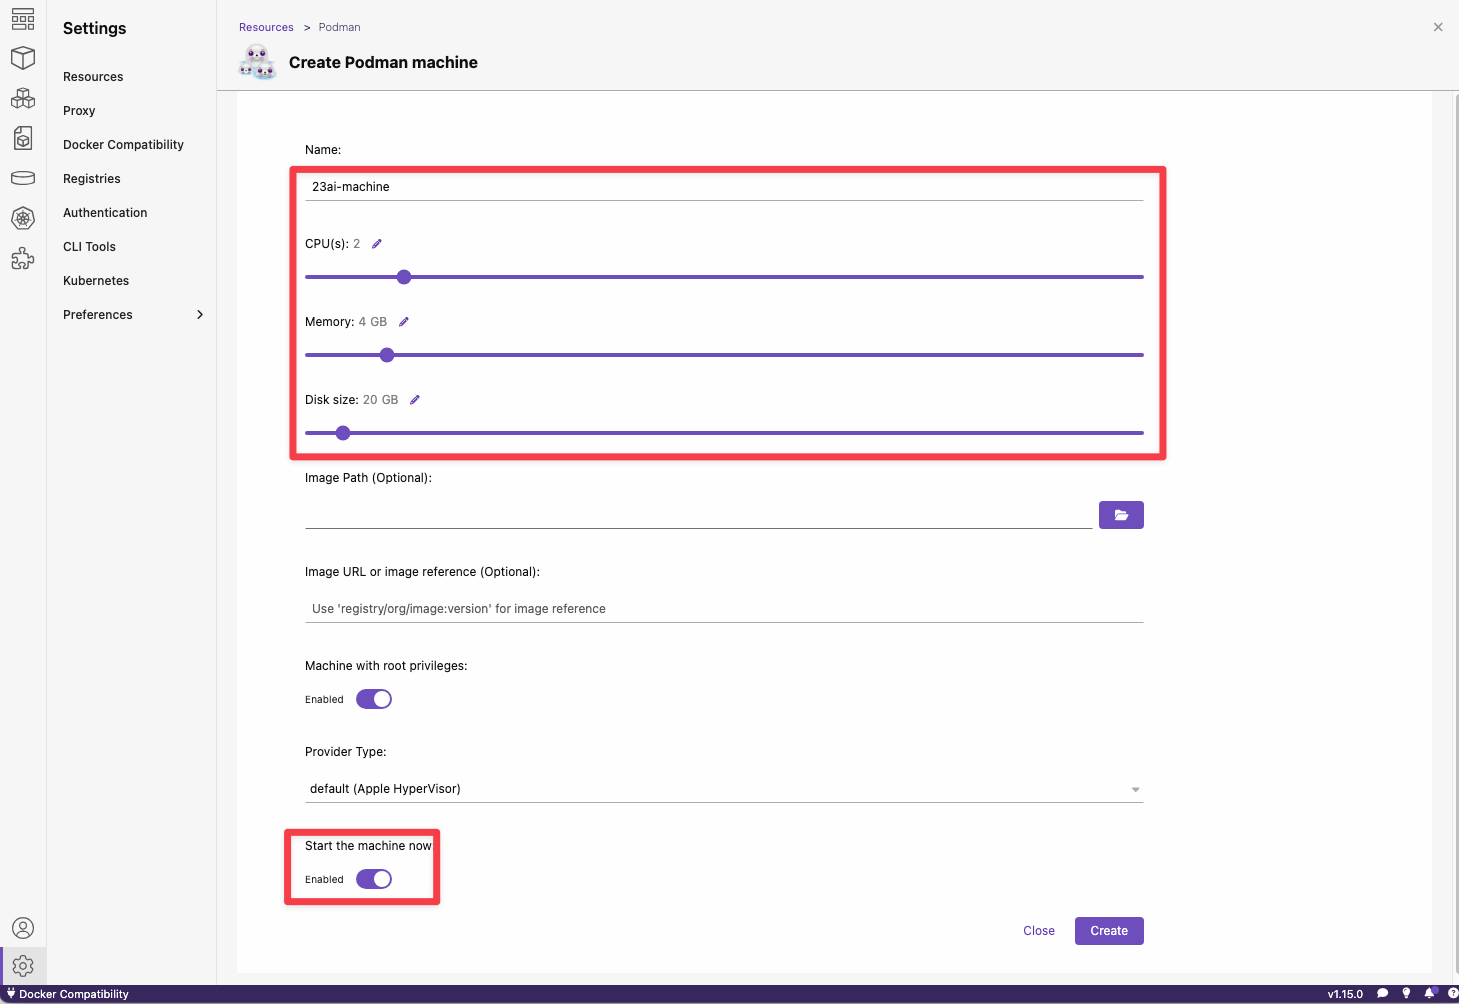 Settings
Resources
Proxy
Docker Compatibility
Registries
Authentication
CLI Tools
Kubernetes
Preferences
Resources > Podman
Create Podman machine
Name:
23ai-machine
CPU(s): 2
Memory: 4 GB
Disk size: 20 GB
Image Path (Optional):
Image URL or image reference (Optional):
Use 'registry/org/image:version' for image reference
Machine with root privileges:
Enabled
Provider Type:
default (Apple HyperVisor)
Start the machine now
Enabled
Close
Create
Docker Compatibility
v1.15.0